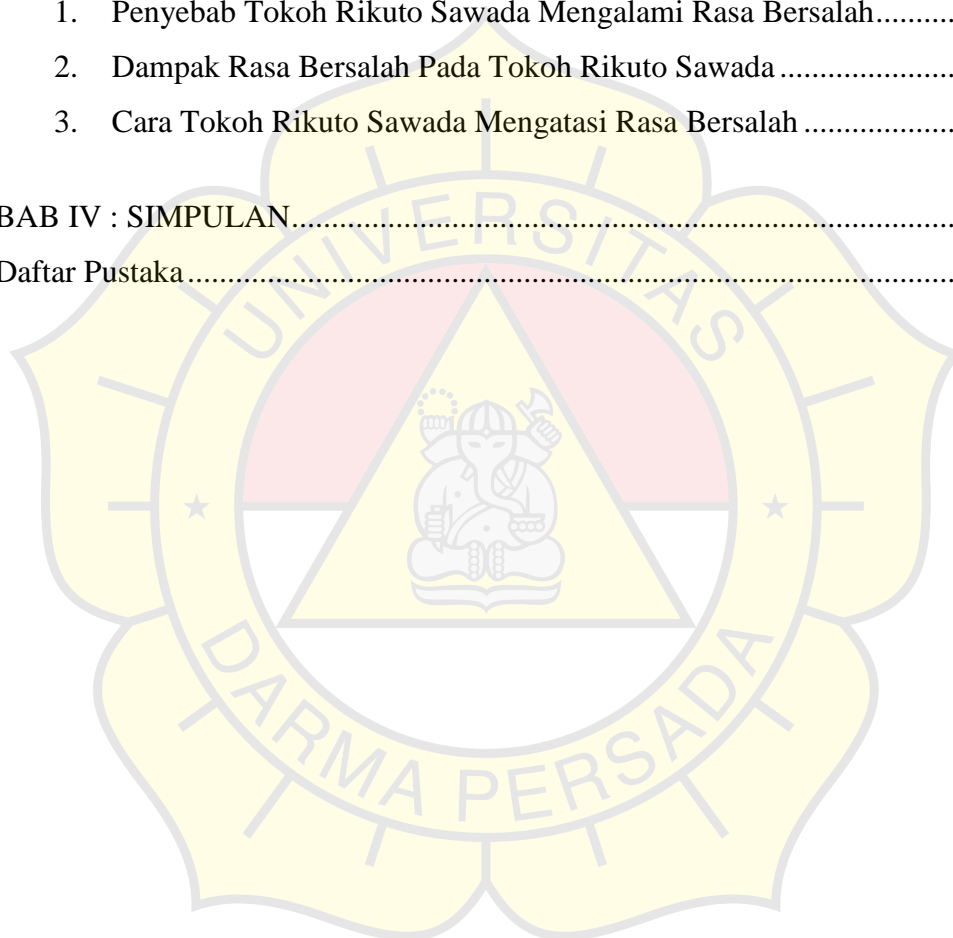 1. Penyebab Tokoh Rikuto Sawada Mengalami Rasa Bersalah..........
2. Dampak Rasa Bersalah Pada Tokoh Rikuto Sawada......................
3. Cara Tokoh Rikuto Sawada Mengatasi Rasa Bersalah...................
BAB IV : SIMPULAN....................................................................................
Daftar Pustaka.................................................................................................
UNIVERSITAS
DARMA PERSADA